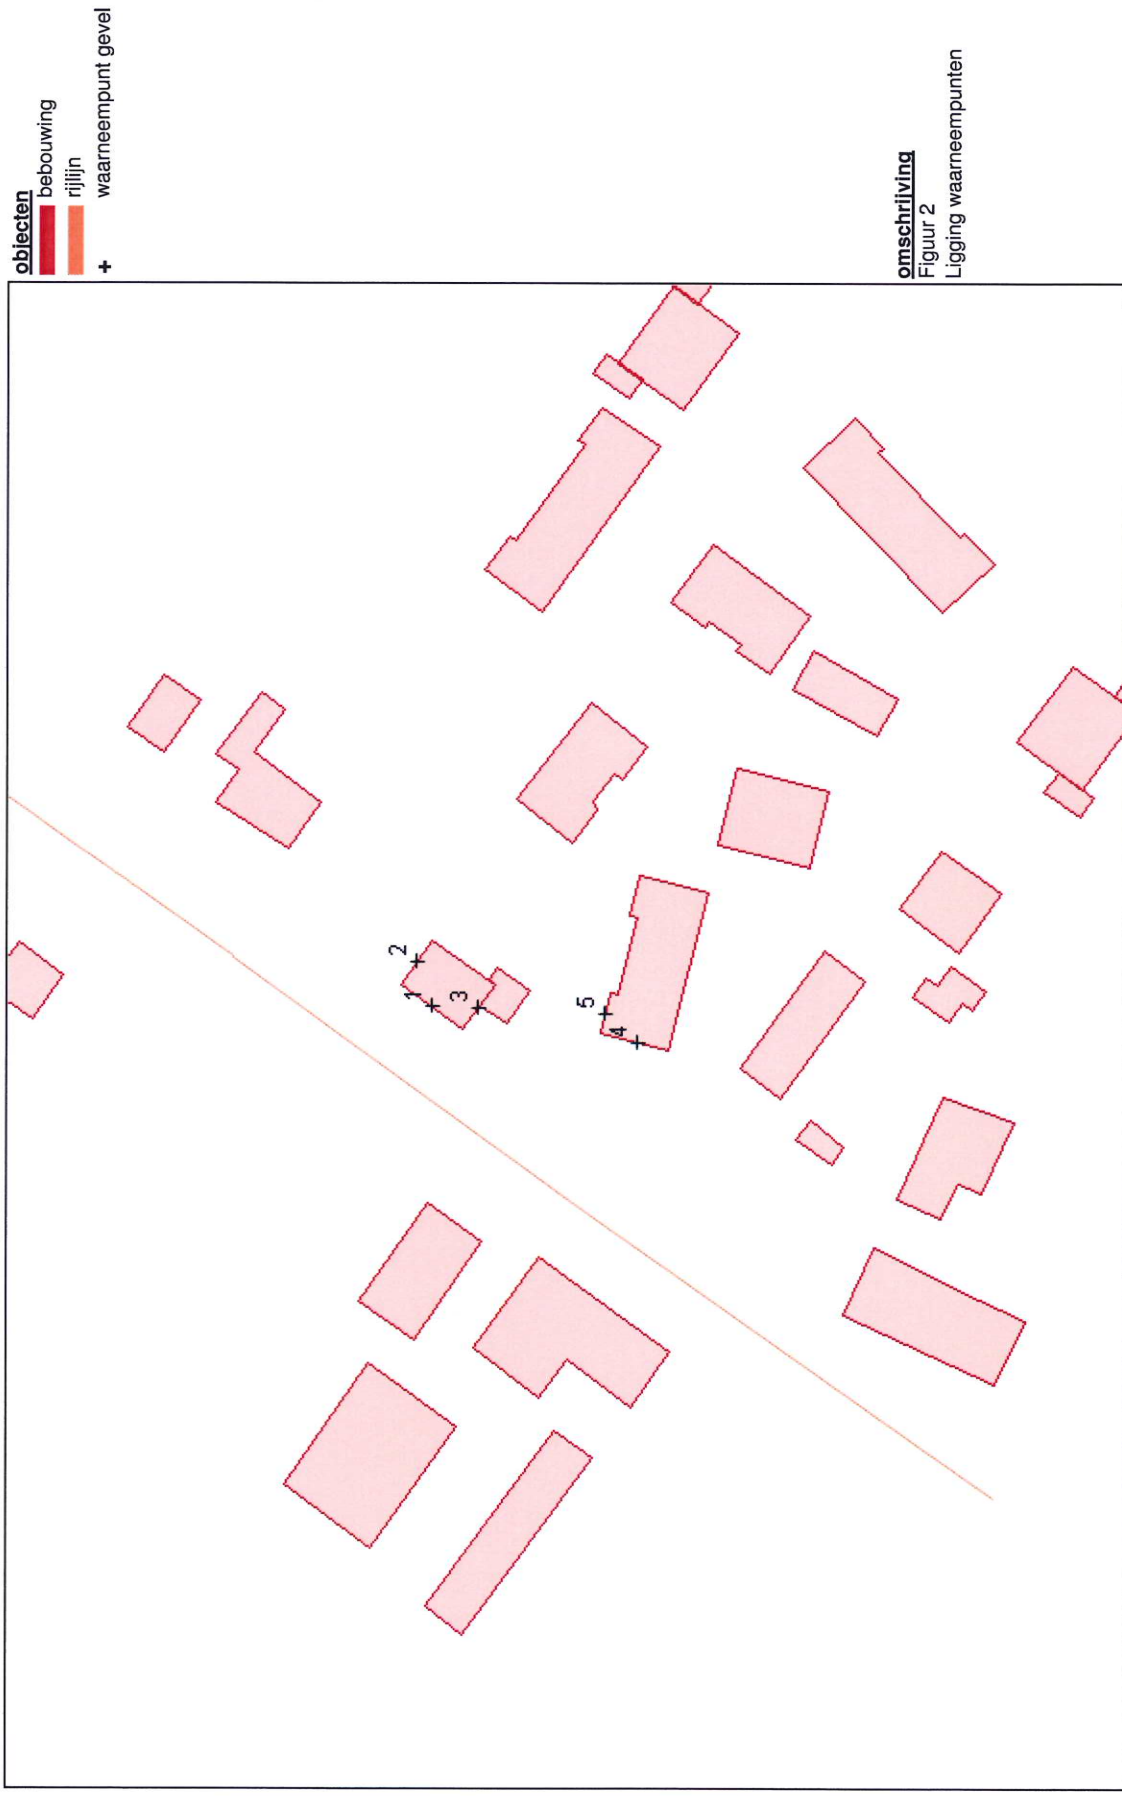 objecten
bebouwing
rijlijn
waarneempunt gevel
2
1
3
5
4
omschrijving
Figuur 2
Ligging waarneempunten